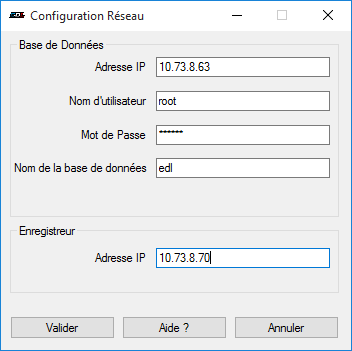 Configuration Réseau
Base de Données
Adresse IP 10.73.8.63
Nom d'utilisateur root
Mot de Passe ******
Nom de la base de données edl
Enregistreur
Adresse IP 10.73.8.70
Valider Aide ? Annuler